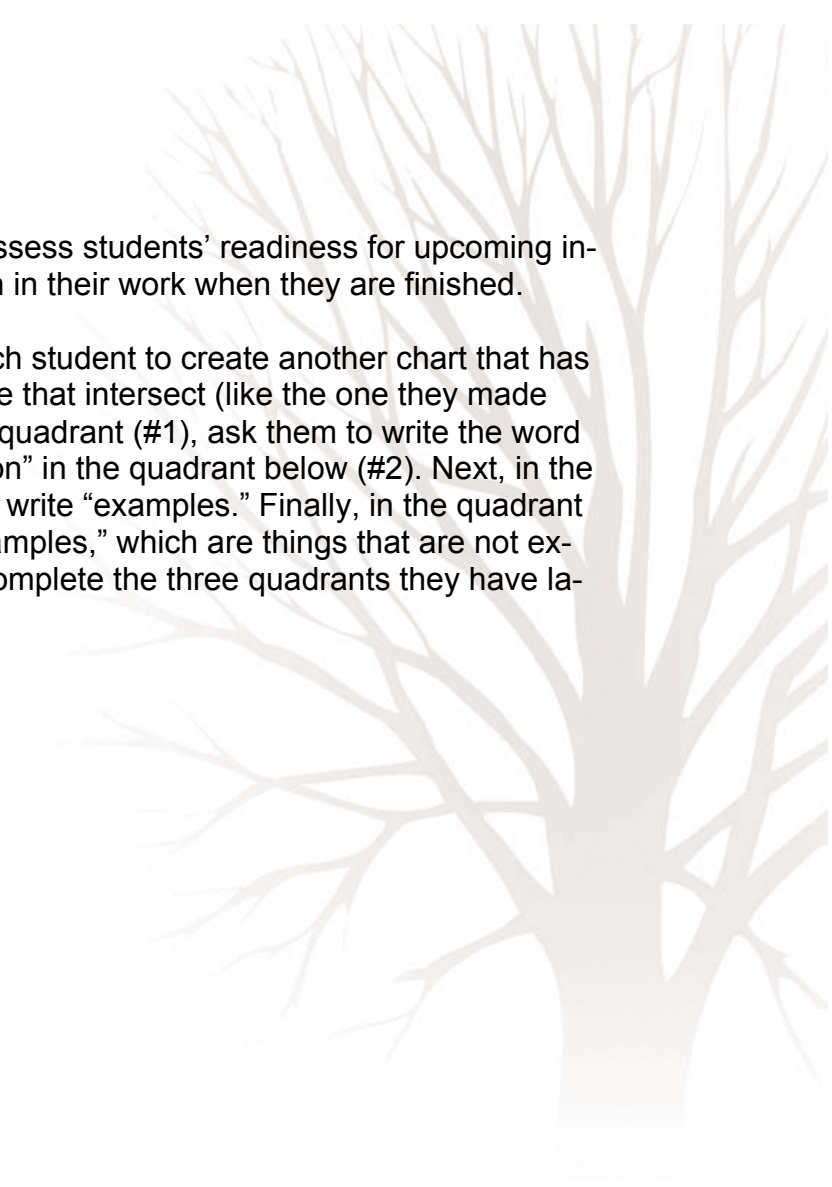 ssess students’ readiness for upcoming in-
in their work when they are finished.
ch student to create another chart that has
e that intersect (like the one they made
quadrant (#1), ask them to write the word
on” in the quadrant below (#2). Next, in the
write “examples.” Finally, in the quadrant
amples,” which are things that are not ex-
omplete the three quadrants they have la-